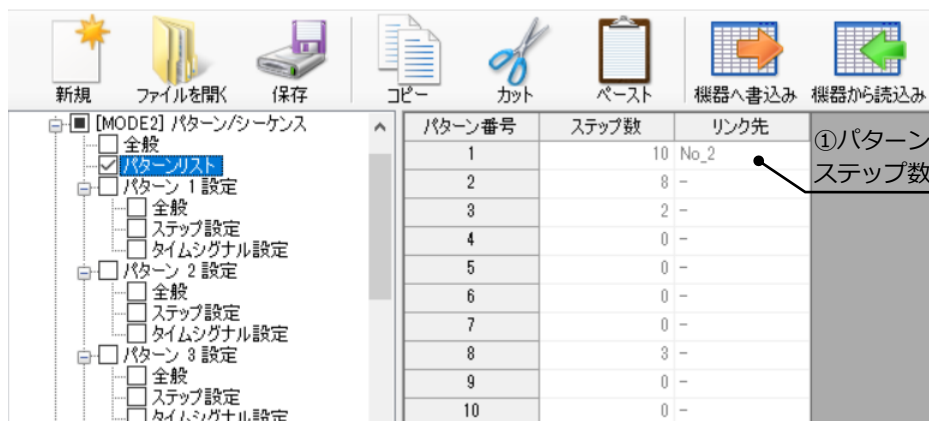 新規 ファイルを開く 保存 コピー カット ペースト 機器へ書込み 機器から読込み
[MODE2] パターン/シーケンス
全般
パターンリスト
パターン 1 設定
全般
ステップ設定
タイムシグナル設定
パターン 2 設定
全般
ステップ設定
タイムシグナル設定
パターン 3 設定
全般
ステップ設定
タイムシグナル設定
パターン番号 ステップ数 リンク先
1 10 No_2
2 8 -
3 2 -
4 0 -
5 0 -
6 0 -
7 0 -
8 3 -
9 0 -
10 0 -
①パターン
ステップ数